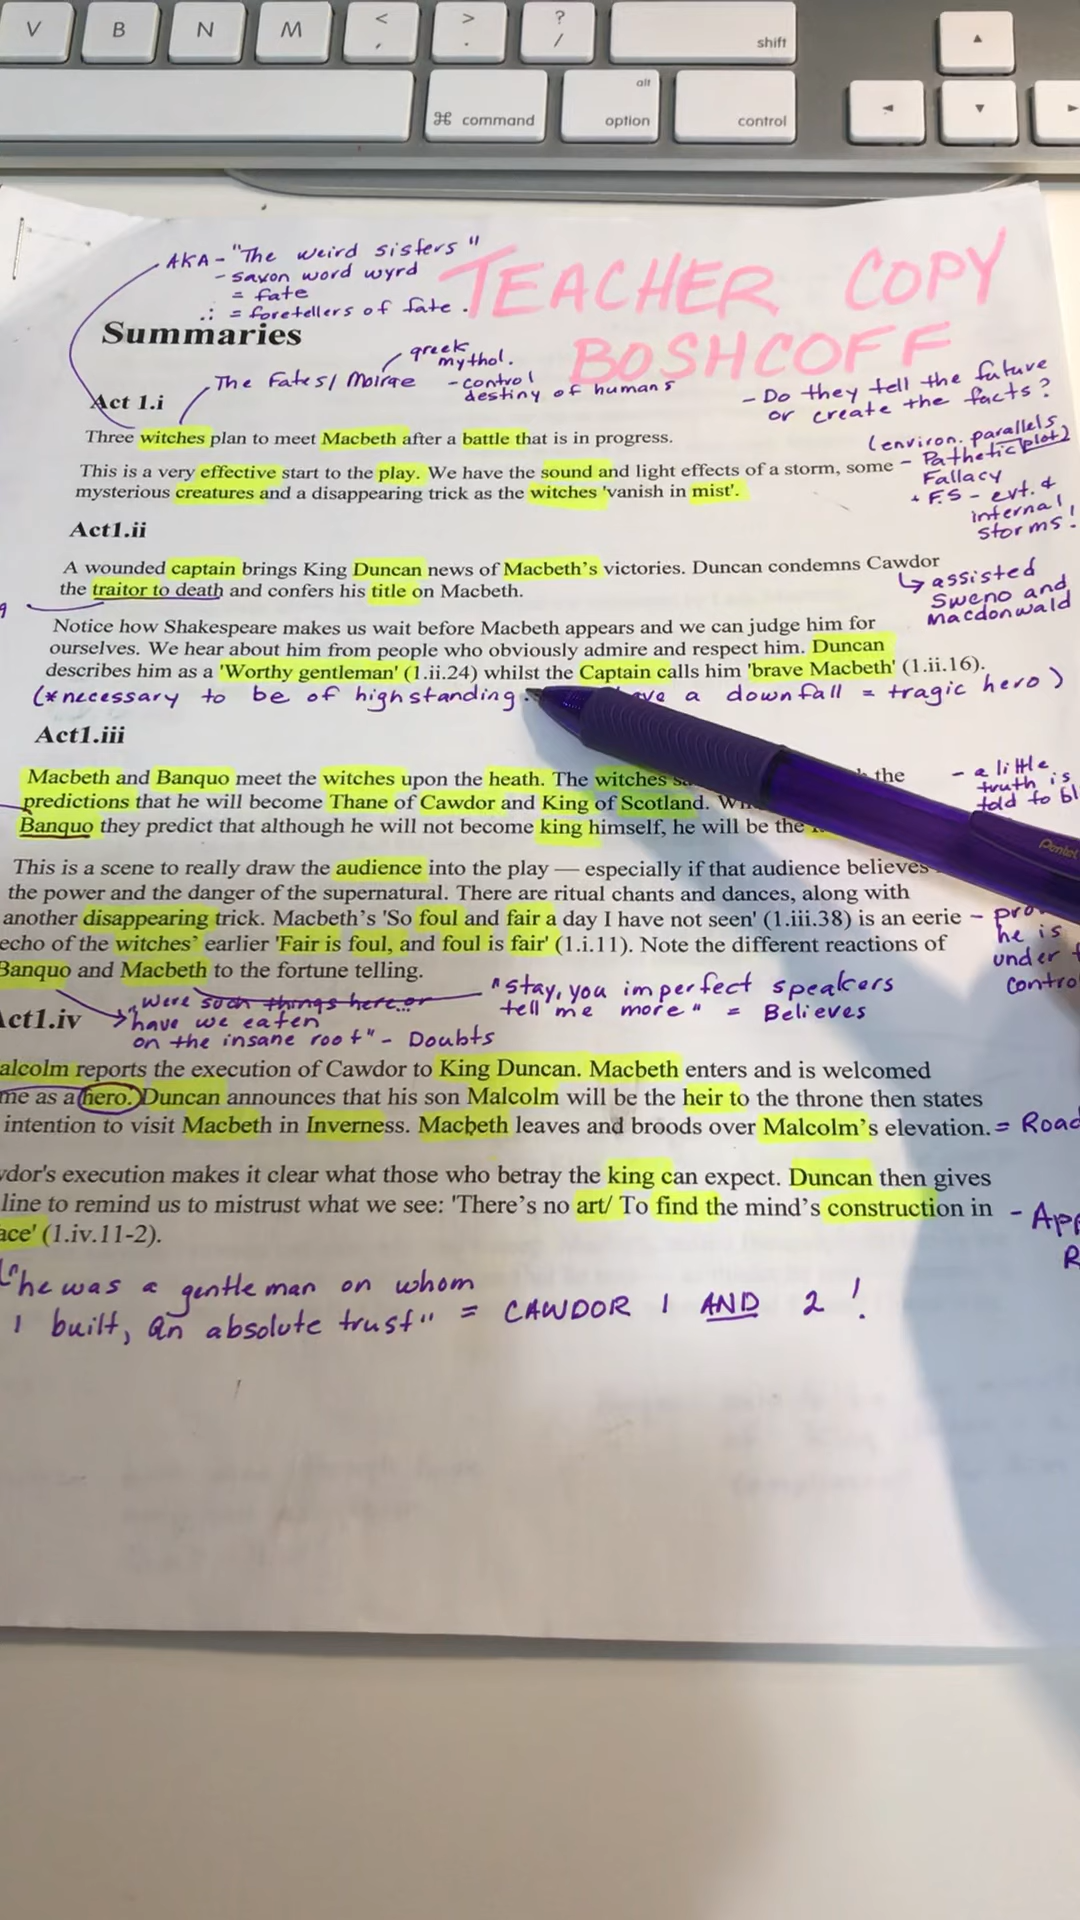 V B N M < , > . ? / shift
⌘ command alt option control
AKA - "The weird sisters"
- saxon word wyrd
= fate
∴ = foretellers of fate.
TEACHER COPY
BOSHCOFF
Summaries
greek
mythol.
The Fates/ Moirae - control
destiny of humans
- Do they tell the future
or create the facts?
Act 1.i
Three witches plan to meet Macbeth after a battle that is in progress.
(environ. parallels
plot)
This is a very effective start to the play. We have the sound and light effects of a storm, some
mysterious creatures and a disappearing trick as the witches 'vanish in mist'.
- Pathetic
Fallacy
+ F.S - ext. &
internal
storms!
Act1.ii
A wounded captain brings King Duncan news of Macbeth's victories. Duncan condemns Cawdor
the traitor to death and confers his title on Macbeth.
assisted
Sweno and
Macdonwald
Notice how Shakespeare makes us wait before Macbeth appears and we can judge him for
ourselves. We hear about him from people who obviously admire and respect him. Duncan
describes him as a 'Worthy gentleman' (1.ii.24) whilst the Captain calls him 'brave Macbeth' (1.ii.16).
(*necessary to be of high standing a downfall = tragic hero)
Act1.iii
Macbeth and Banquo meet the witches upon the heath. The witches the
predictions that he will become Thane of Cawdor and King of Scotland.
Banquo they predict that although he will not become king himself, he will be the
- a little
truth is
told to
This is a scene to really draw the audience into the play — especially if that audience believes
the power and the danger of the supernatural. There are ritual chants and dances, along with
another disappearing trick. Macbeth's 'So foul and fair a day I have not seen' (1.iii.38) is an eerie
echo of the witches' earlier 'Fair is foul, and foul is fair' (1.i.11). Note the different reactions of
Banquo and Macbeth to the fortune telling.
he is
under
"stay, you imperfect speakers
tell me more" = Believes
"were such things here or...
have we eaten
on the insane root" - Doubts
Act1.iv
alcolm reports the execution of Cawdor to King Duncan. Macbeth enters and is welcomed
me as a hero. Duncan announces that his son Malcolm will be the heir to the throne then states
intention to visit Macbeth in Inverness. Macbeth leaves and broods over Malcolm's elevation. = Road
dor's execution makes it clear what those who betray the king can expect. Duncan then gives
line to remind us to mistrust what we see: 'There's no art/ To find the mind's construction in
ace' (1.iv.11-2).
"he was a gentleman on whom
I built, an absolute trust" = CAWDOR 1 AND 2!
Pentel